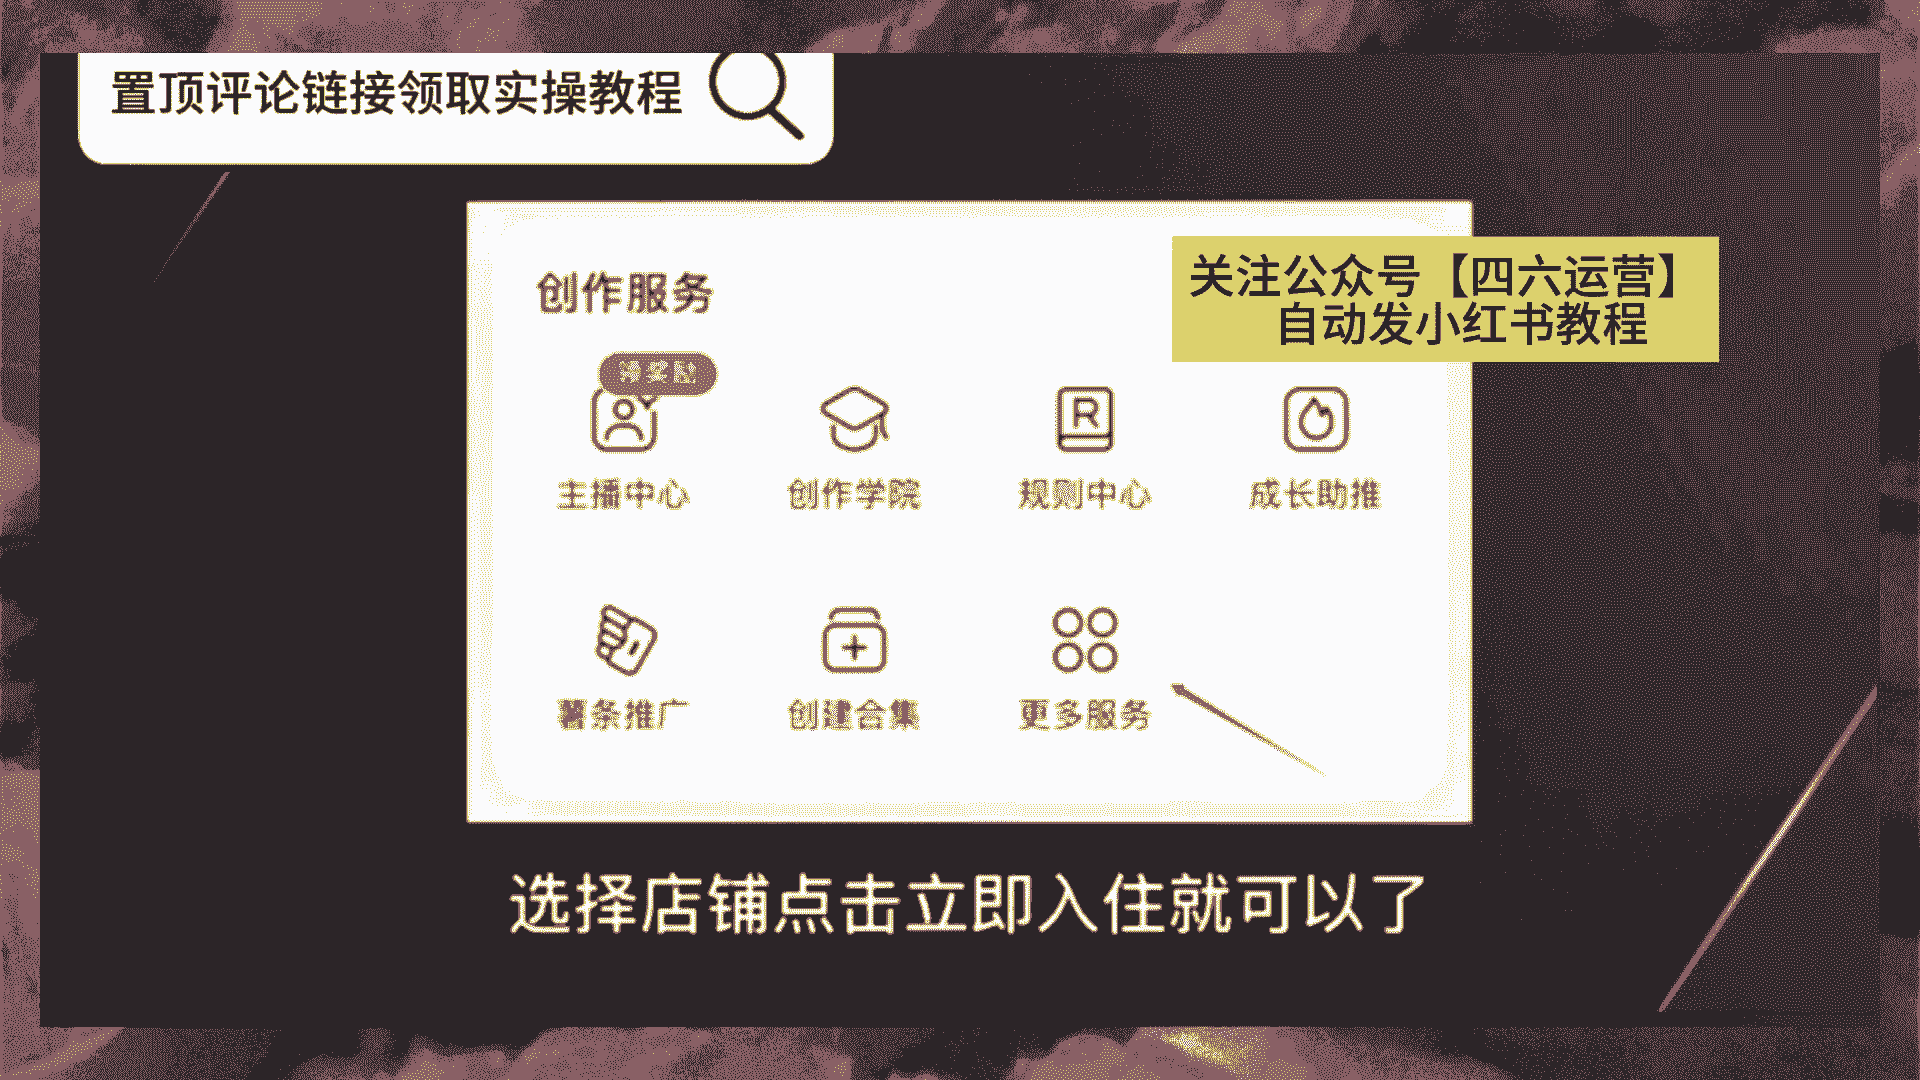 置顶评论链接领取实操教程
关注公众号【四六运营】
自动发小红书教程
创作服务
领奖励
主播中心
创作学院
规则中心
成长助推
薯条推广
创建合集
更多服务
选择店铺点击立即入住就可以了